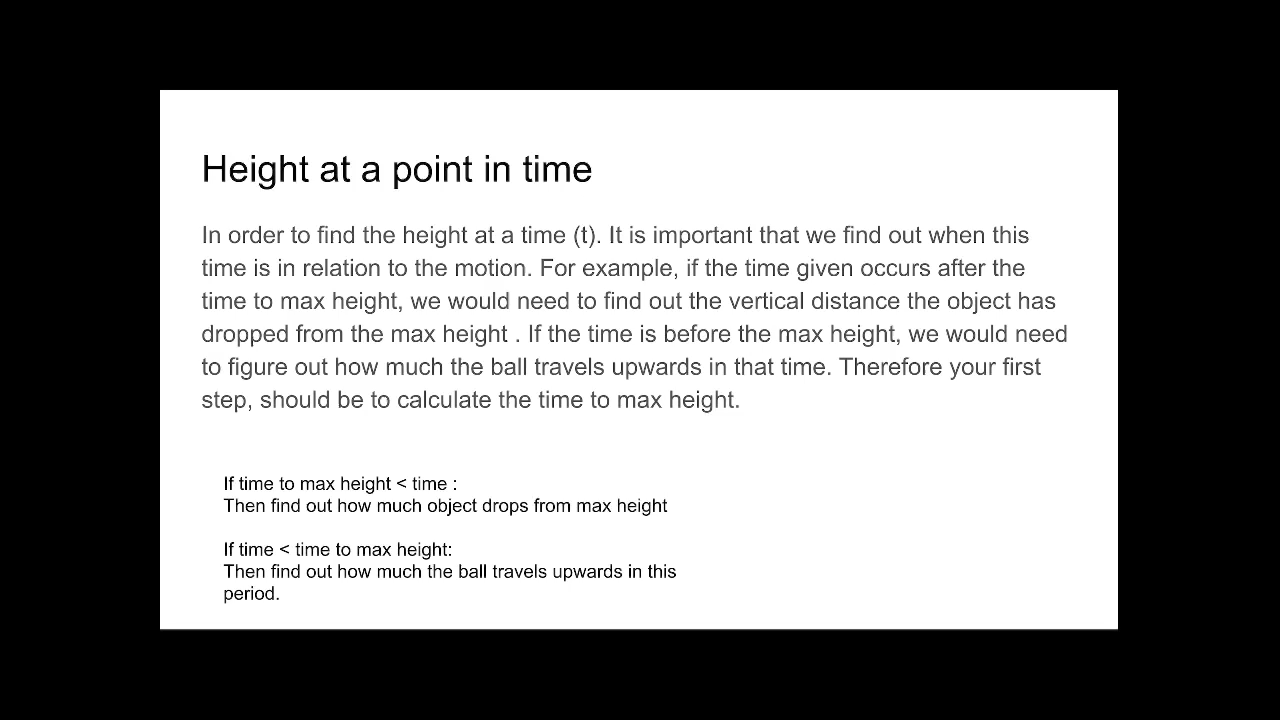 Height at a point in time
In order to find the height at a time (t). It is important that we find out when this
time is in relation to the motion. For example, if the time given occurs after the
time to max height, we would need to find out the vertical distance the object has
dropped from the max height . If the time is before the max height, we would need
to figure out how much the ball travels upwards in that time. Therefore your first
step, should be to calculate the time to max height.
If time to max height < time :
Then find out how much object drops from max height
If time < time to max height:
Then find out how much the ball travels upwards in this
period.